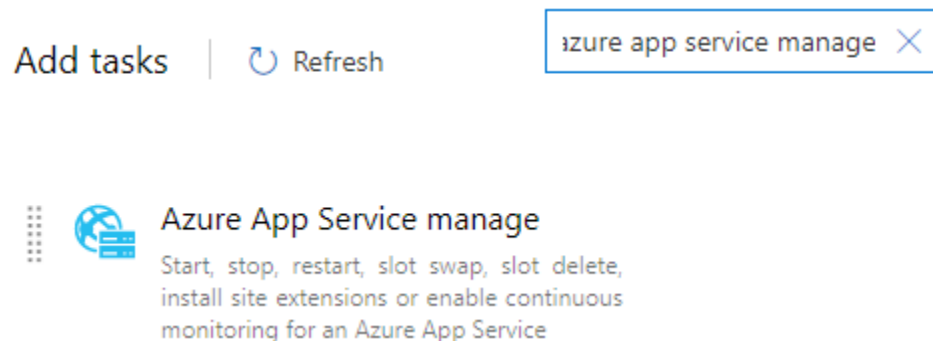 Add tasks
Refresh
azure app service manage
Azure App Service manage
Start, stop, restart, slot swap, slot delete,
install site extensions or enable continuous
monitoring for an Azure App Service